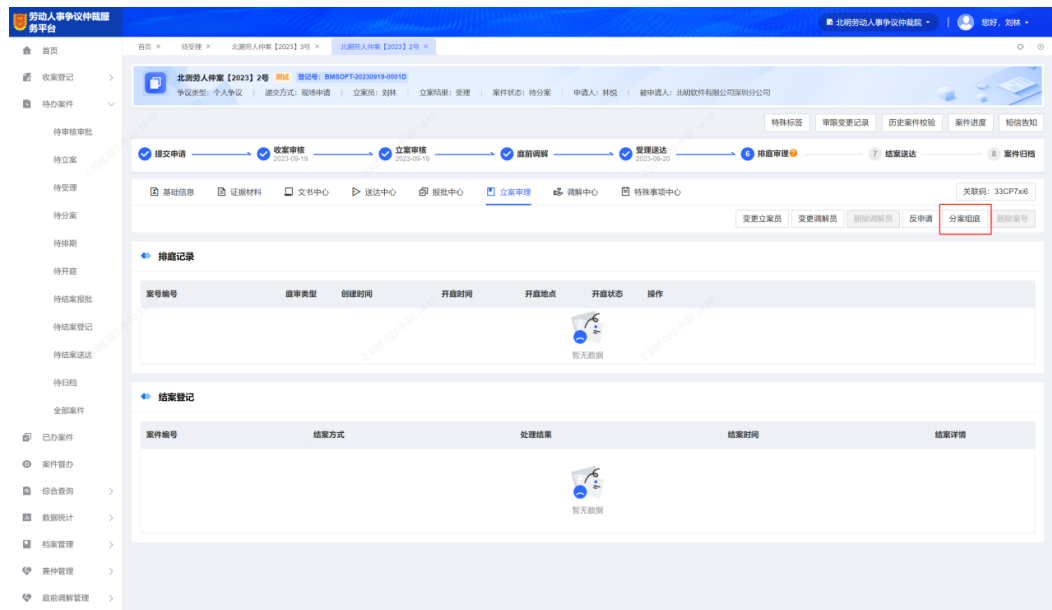 劳动人事争议仲裁服
务平台
北明劳动人事争议仲裁院
您好，刘林
首页
首页 ×
待受理 ×
北测劳人仲案【2023】3号 ×
北测劳人仲案【2023】2号 ×
收案登记
待办案件
待审核审批
待立案
待受理
待分案
待排期
待开庭
待结案报批
待结案登记
待结案送达
待归档
全部案件
已办案件
案件督办
综合查询
数据统计
档案管理
兼仲管理
庭前调解管理
北测劳人仲案【2023】2号 测试 登记号：BMSOFT-20230919-0001D
争议类型：个人争议 | 递交方式：现场申请 | 立案员：刘林 | 立案结果：受理 | 案件状态：待分案 | 申请人：林悦 | 被申请人：北明软件有限公司深圳分公司
特殊标签 审限变更记录 历史案件校验 案件进度 短信告知
提交申请
收案审核
2023-09-19
立案审核
2023-09-19
庭前调解
受理送达
2023-09-20
6 排庭审理
7 结案送达
8 案件归档
基础信息 证据材料 文书中心 送达中心 报批中心 立案审理 调解中心 特殊事项中心
关联码：33CP7xi6
变更立案员 变更调解员 删除调解员 反申请 分案组庭 删除案号
排庭记录
案号编号 庭审类型 创建时间 开庭时间 开庭地点 开庭状态 操作
暂无数据
结案登记
案件编号 结案方式 处理结果 结案时间 结案详情
暂无数据